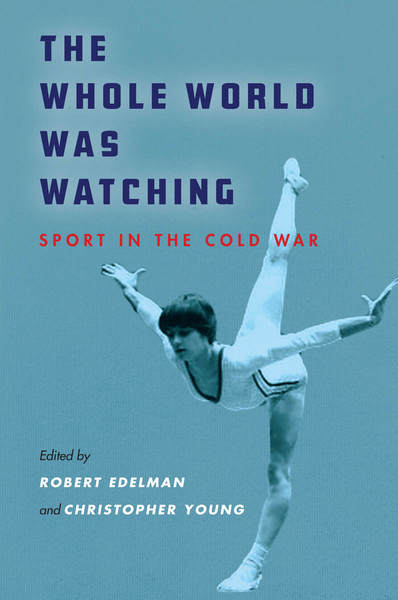 THE
WHOLE WORLD
WAS
WATCHING
SPORT IN THE COLD WAR
Edited by
ROBERT EDELMAN
and CHRISTOPHER YOUNG